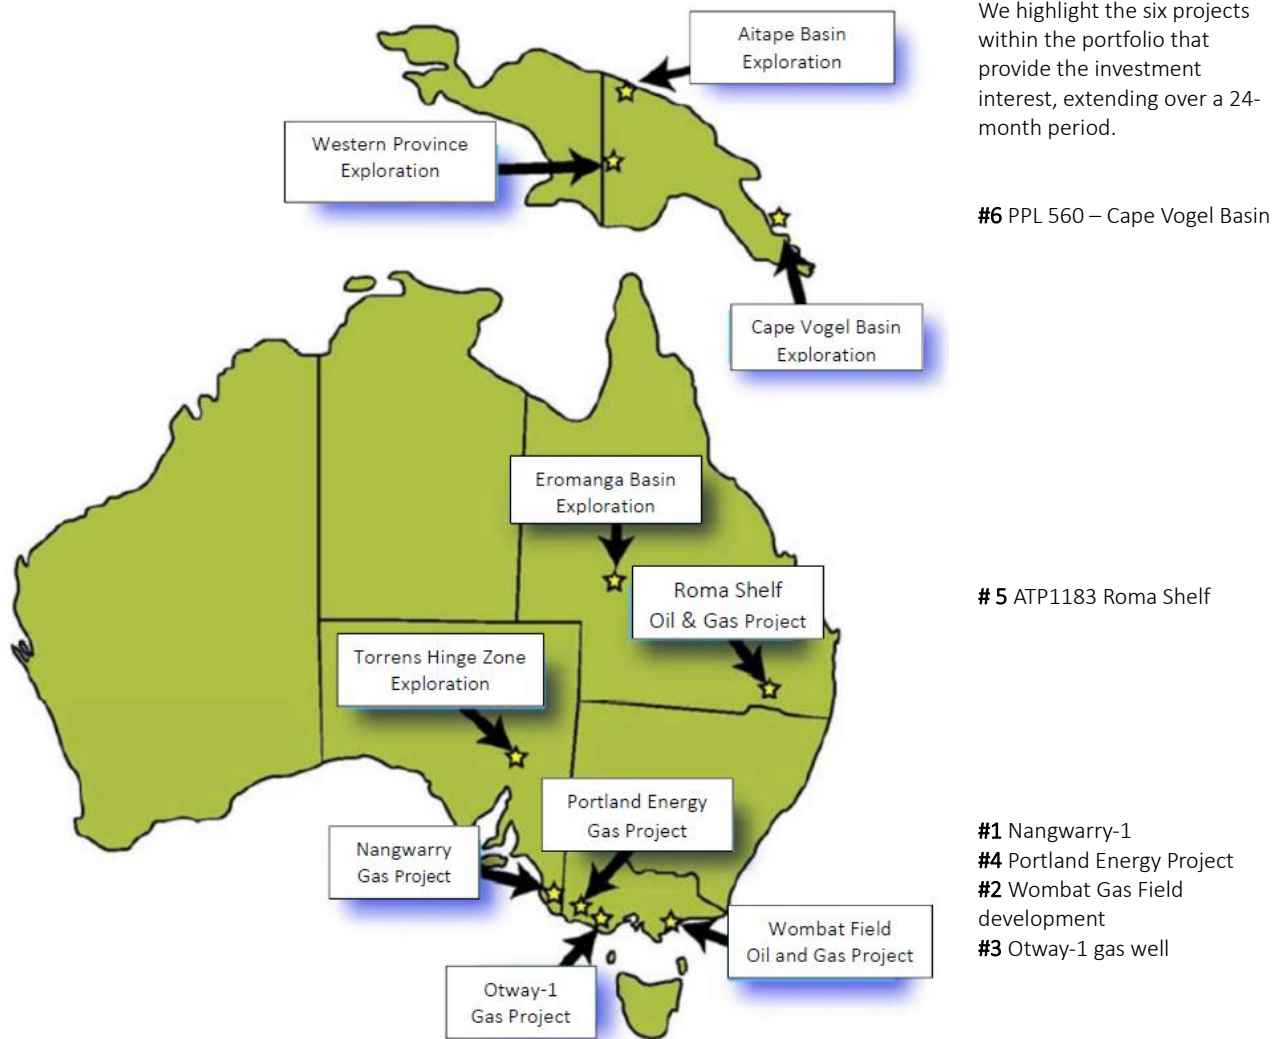 We highlight the six projects
within the portfolio that
provide the investment
interest, extending over a 24-
month period.
Aitape Basin
Exploration
Western Province
Exploration
#6 PPL 560 – Cape Vogel Basin
Cape Vogel Basin
Exploration
Eromanga Basin
Exploration
Roma Shelf
Oil & Gas Project
# 5 ATP1183 Roma Shelf
Torrens Hinge Zone
Exploration
Portland Energy
Gas Project
Nangwarry
Gas Project
#1 Nangwarry-1
#4 Portland Energy Project
#2 Wombat Gas Field
development
#3 Otway-1 gas well
Wombat Field
Oil and Gas Project
Otway-1
Gas Project